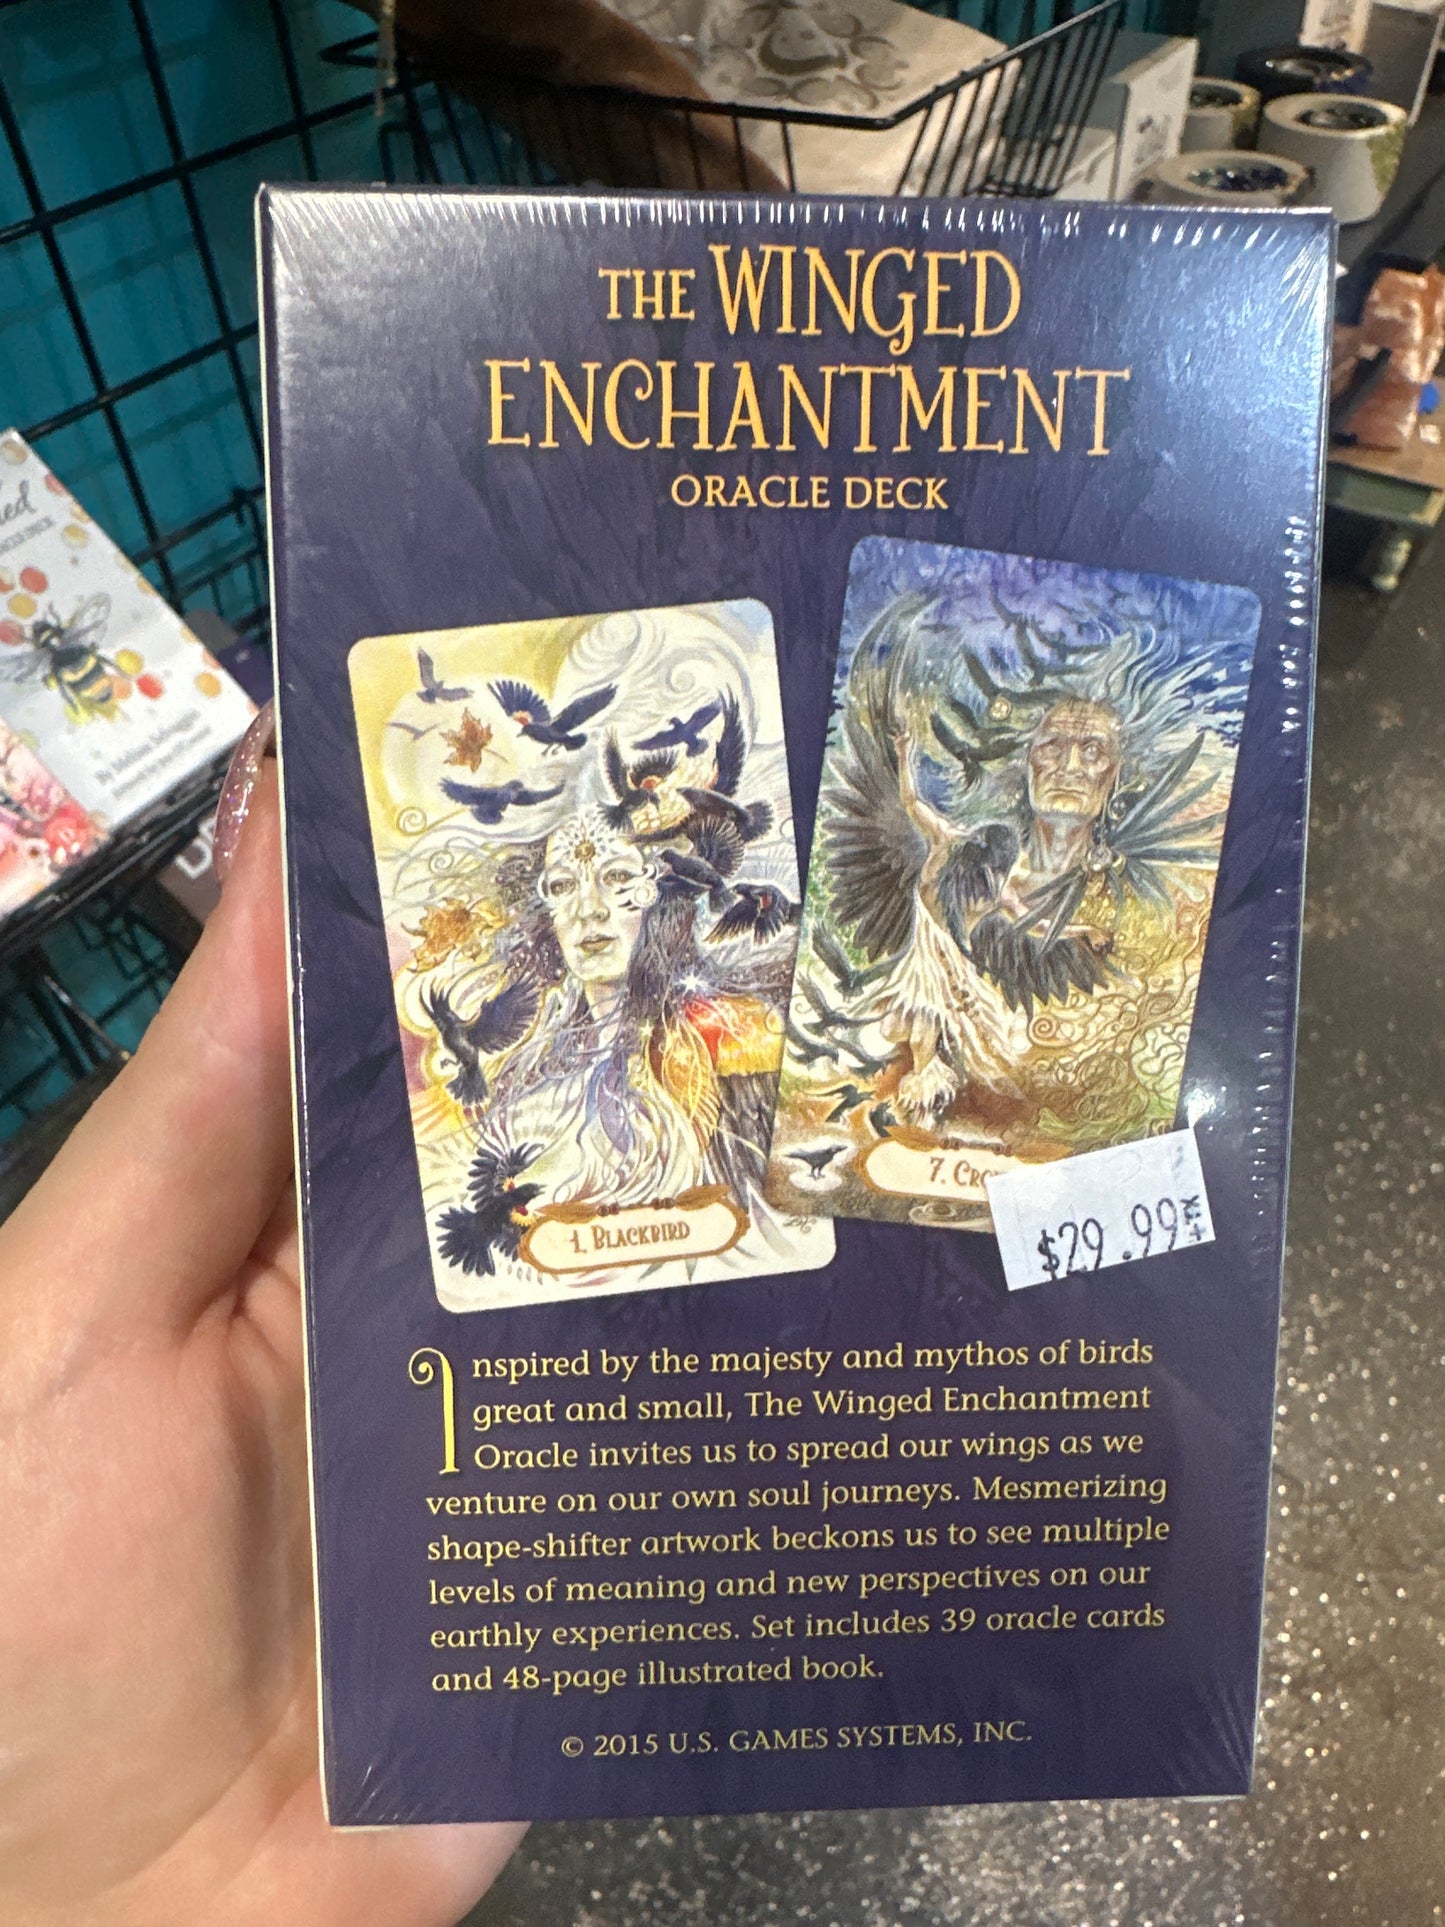 THE WINGED
ENCHANTMENT
ORACLE DECK
1. BLACKBIRD
7. CRO
$29.99
Inspired by the majesty and mythos of birds
great and small, The Winged Enchantment
Oracle invites us to spread our wings as we
venture on our own soul journeys. Mesmerizing
shape-shifter artwork beckons us to see multiple
levels of meaning and new perspectives on our
earthly experiences. Set includes 39 oracle cards
and 48-page illustrated book.
© 2015 U.S. GAMES SYSTEMS, INC.